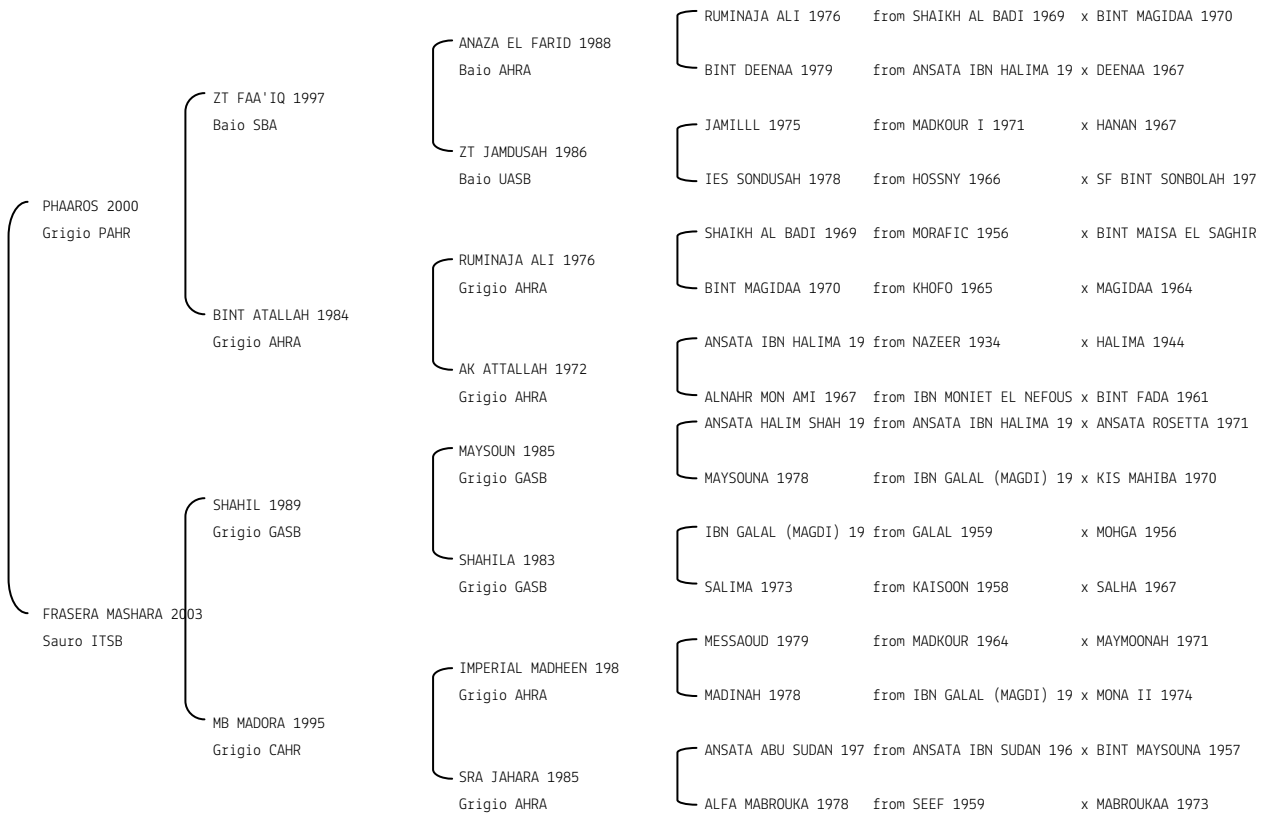 RUMINAJA ALI 1976 from SHAIKH AL BADI 1969 x BINT MAGIDAA 1970
ANAZA EL FARID 1988
Baio AHRA
BINT DEENAA 1979 from ANSATA IBN HALIMA 19 x DEENAA 1967
ZT FAA'IQ 1997
Baio SBA
JAMILLL 1975 from MADKOUR I 1971 x HANAN 1967
ZT JAMDUSAH 1986
Baio UASB
IES SONDUSAH 1978 from HOSSNY 1966 x SF BINT SONBOLAH 197
PHAAROS 2000
Grigio PAHR
SHAIKH AL BADI 1969 from MORAFIC 1956 x BINT MAISA EL SAGHIR
RUMINAJA ALI 1976
Grigio AHRA
BINT MAGIDAA 1970 from KHOFO 1965 x MAGIDAA 1964
BINT ATALLAH 1984
Grigio AHRA
ANSATA IBN HALIMA 19 from NAZEER 1934 x HALIMA 1944
AK ATTALLAH 1972
Grigio AHRA
ALNAHR MON AMI 1967 from IBN MONIET EL NEFOUS x BINT FADA 1961
ANSATA HALIM SHAH 19 from ANSATA IBN HALIMA 19 x ANSATA ROSETTA 1971
MAYSOUN 1985
Grigio GASB
MAYSOUNA 1978 from IBN GALAL (MAGDI) 19 x KIS MAHIBA 1970
SHAHIL 1989
Grigio GASB
IBN GALAL (MAGDI) 19 from GALAL 1959 x MOHGA 1956
SHAHILA 1983
Grigio GASB
SALIMA 1973 from KAISOON 1958 x SALHA 1967
FRASERA MASHARA 2003
Sauro ITSB
MESSAOUD 1979 from MADKOUR 1964 x MAYMOONAH 1971
IMPERIAL MADHEEN 198
Grigio AHRA
MADINAH 1978 from IBN GALAL (MAGDI) 19 x MONA II 1974
MB MADORA 1995
Grigio CAHR
ANSATA ABU SUDAN 197 from ANSATA IBN SUDAN 196 x BINT MAYSOUNA 1957
SRA JAHARA 1985
Grigio AHRA
ALFA MABROUKA 1978 from SEEF 1959 x MABROUKAA 1973